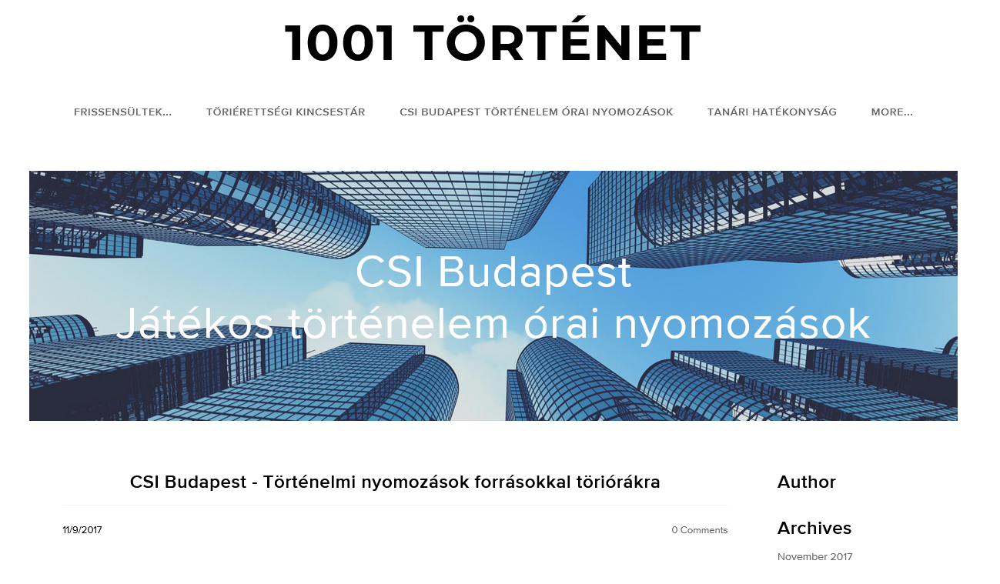 1001 TÖRTÉNET
FRISSENSÜLTEK...
TÖRIÉRETTSÉGI KINCSESTÁR
CSI BUDAPEST TÖRTÉNELEM ÓRAI NYOMOZÁSOK
TANÁRI HATÉKONYSÁG
MORE...
CSI Budapest
Játékos történelem órai nyomozások
CSI Budapest - Történelmi nyomozások forrásokkal törióràkra
11/9/2017
0 Comments
Author
Archives
November 2017